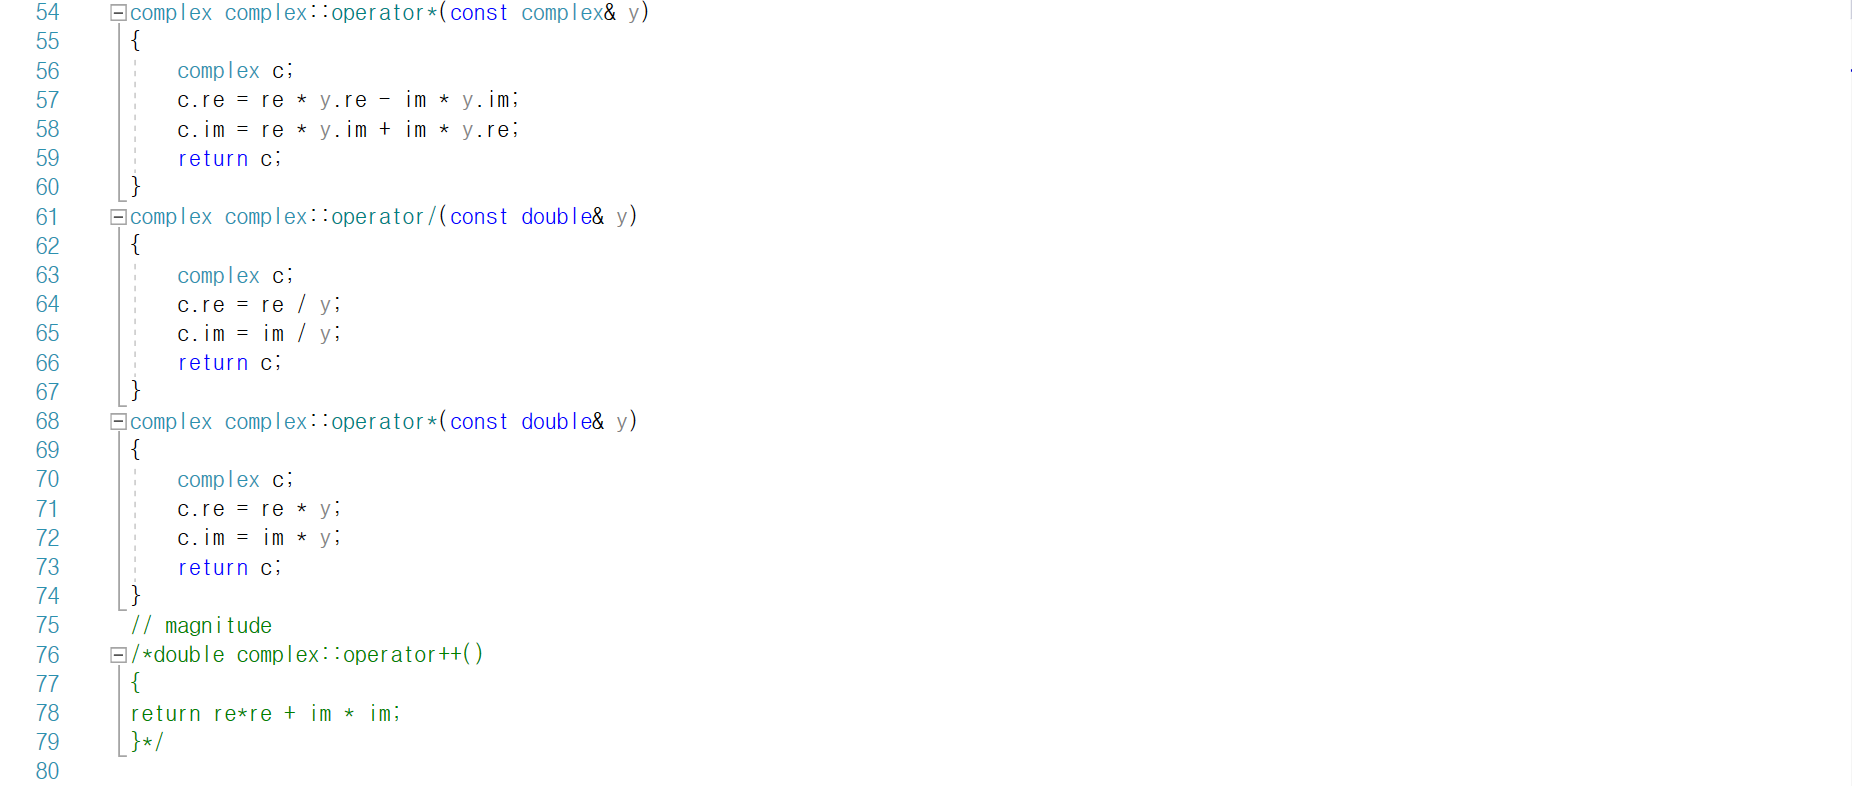 54 complex complex::operator*(const complex& y)
55 {
56     complex c;
57     c.re = re * y.re - im * y.im;
58     c.im = re * y.im + im * y.re;
59     return c;
60 }
61 complex complex::operator/(const double& y)
62 {
63     complex c;
64     c.re = re / y;
65     c.im = im / y;
66     return c;
67 }
68 complex complex::operator*(const double& y)
69 {
70     complex c;
71     c.re = re * y;
72     c.im = im * y;
73     return c;
74 }
75 // magnitude
76 /*double complex::operator++()
77 {
78 return re*re + im * im;
79 }*/
80